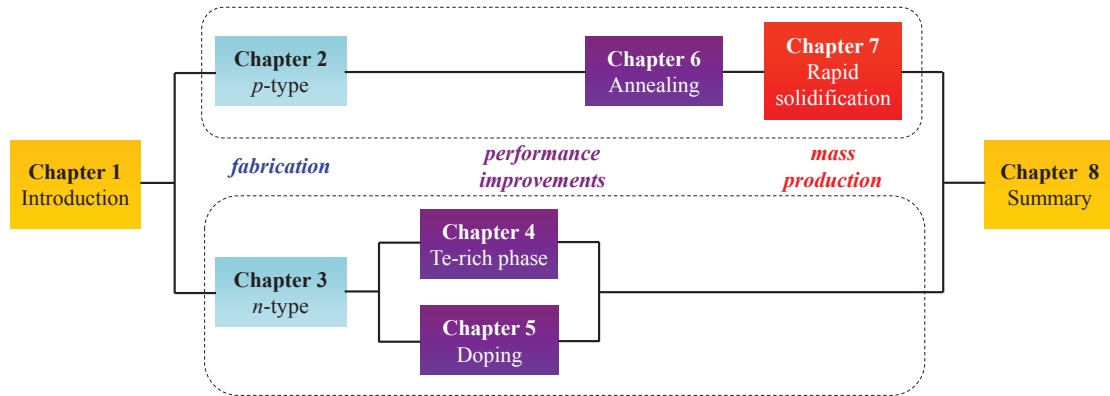 Chapter 1
Introduction
Chapter 2
p-type
Chapter 6
Annealing
Chapter 7
Rapid
solidification
fabrication
performance
improvements
mass
production
Chapter 3
n-type
Chapter 4
Te-rich phase
Chapter 5
Doping
Chapter 8
Summary